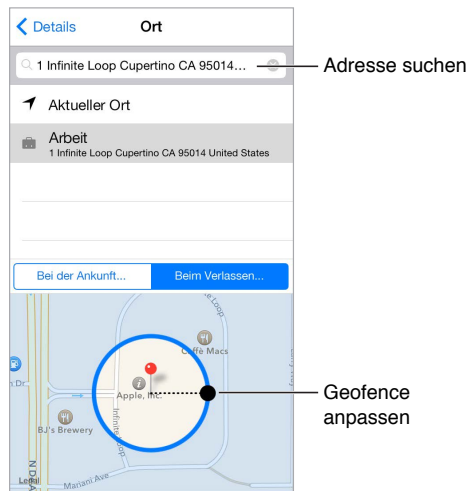 Details
Ort
1 Infinite Loop Cupertino CA 95014...
Adresse suchen
Aktueller Ort
Arbeit
1 Infinite Loop Cupertino CA 95014 United States
Bei der Ankunft...
Beim Verlassen...
Loop
Caffè Macs
n Dr
Apple, Inc.
Geofence
anpassen
BJ's Brewery
Infinite Loop
N D
Legal
Mariani Ave